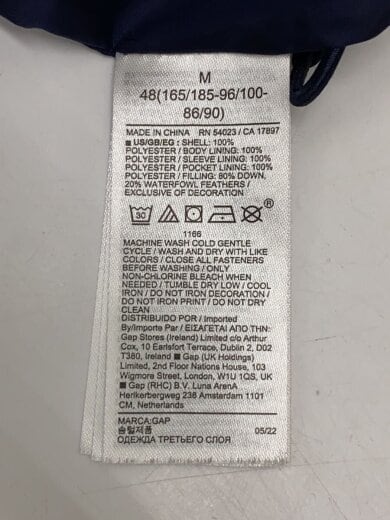 M
48(165/185-96/100-
86/90)
MADE IN CHINA RN 54023 / CA 17897
■ US/GB/EG : SHELL: 100%
POLYESTER / BODY LINING: 100%
POLYESTER / SLEEVE LINING: 100%
POLYESTER / POCKET LINING: 100%
POLYESTER / FILLING: 80% DOWN,
20% WATERFOWL FEATHERS /
EXCLUSIVE OF DECORATION
30 ®
1166
MACHINE WASH COLD GENTLE
CYCLE / WASH AND DRY WITH LIKE
COLORS / CLOSE ALL FASTENERS
BEFORE WASHING / ONLY
NON-CHLORINE BLEACH WHEN
NEEDED / TUMBLE DRY LOW / COOL
IRON / DO NOT IRON DECORATION /
DO NOT IRON PRINT / DO NOT DRY
CLEAN
DISTRIBUIDO POR / Imported
By/Importe Par / ΕΙΣΑΓΕΤΑΙ ΑΠΟ ΤΗΝ:
Gap Stores (Ireland) Limited c/o Arthur
Cox, 10 Earlsfort Terrace, Dublin 2, D02
T380, Ireland ■ Gap (UK Holdings)
Limited, 2nd Floor 1NS House, 103
Wigmore Street, London, W1U 1QS, UK
■ Gap (RHC) B.V. Luna ArenA
Herikerbergweg 238 Amsterdam 1101
CM, Netherlands
MARCA:GAP
솜털제품 05/22
ОДЕЖДА ТРЕТЬЕГО СЛОЯ